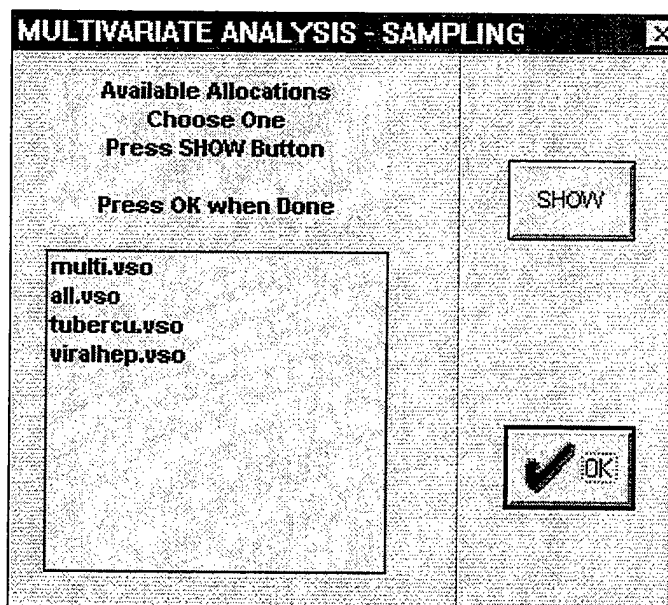 MULTIVARIATE ANALYSIS - SAMPLING
Available Allocations
Choose One
Press SHOW Button
Press OK when Done
SHOW
multi.vso
all.vso
tubercu.vso
viralhep.vso
OK